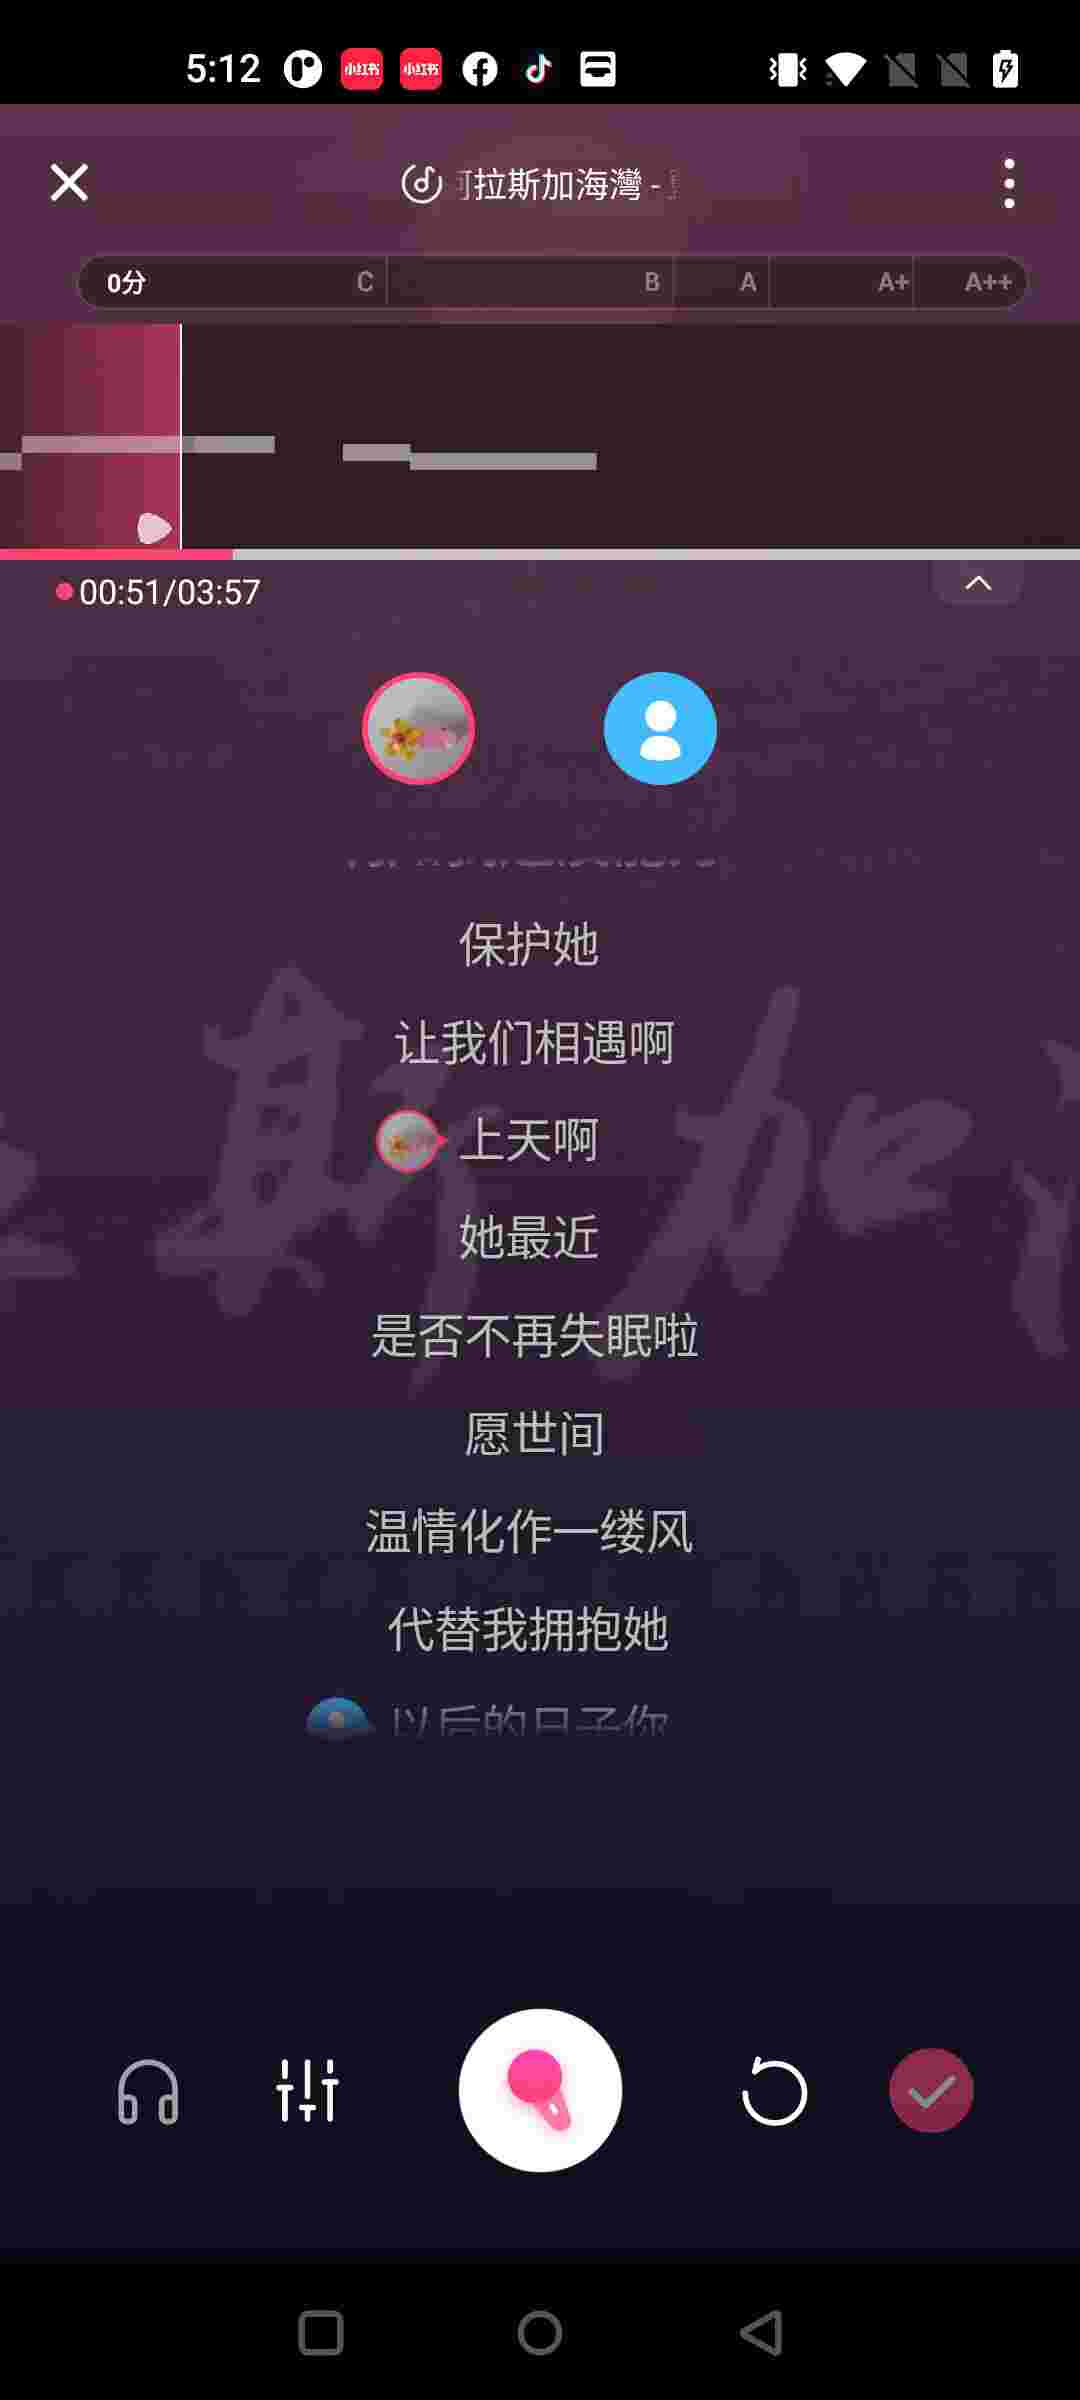 5:12
小红书
小红书
拉斯加海灣 -
0分
C
B
A
A+
A++
00:51/03:57
保护她
让我们相遇啊
上天啊
她最近
是否不再失眠啦
愿世间
温情化作一缕风
代替我拥抱她
以后的日子你
斯加